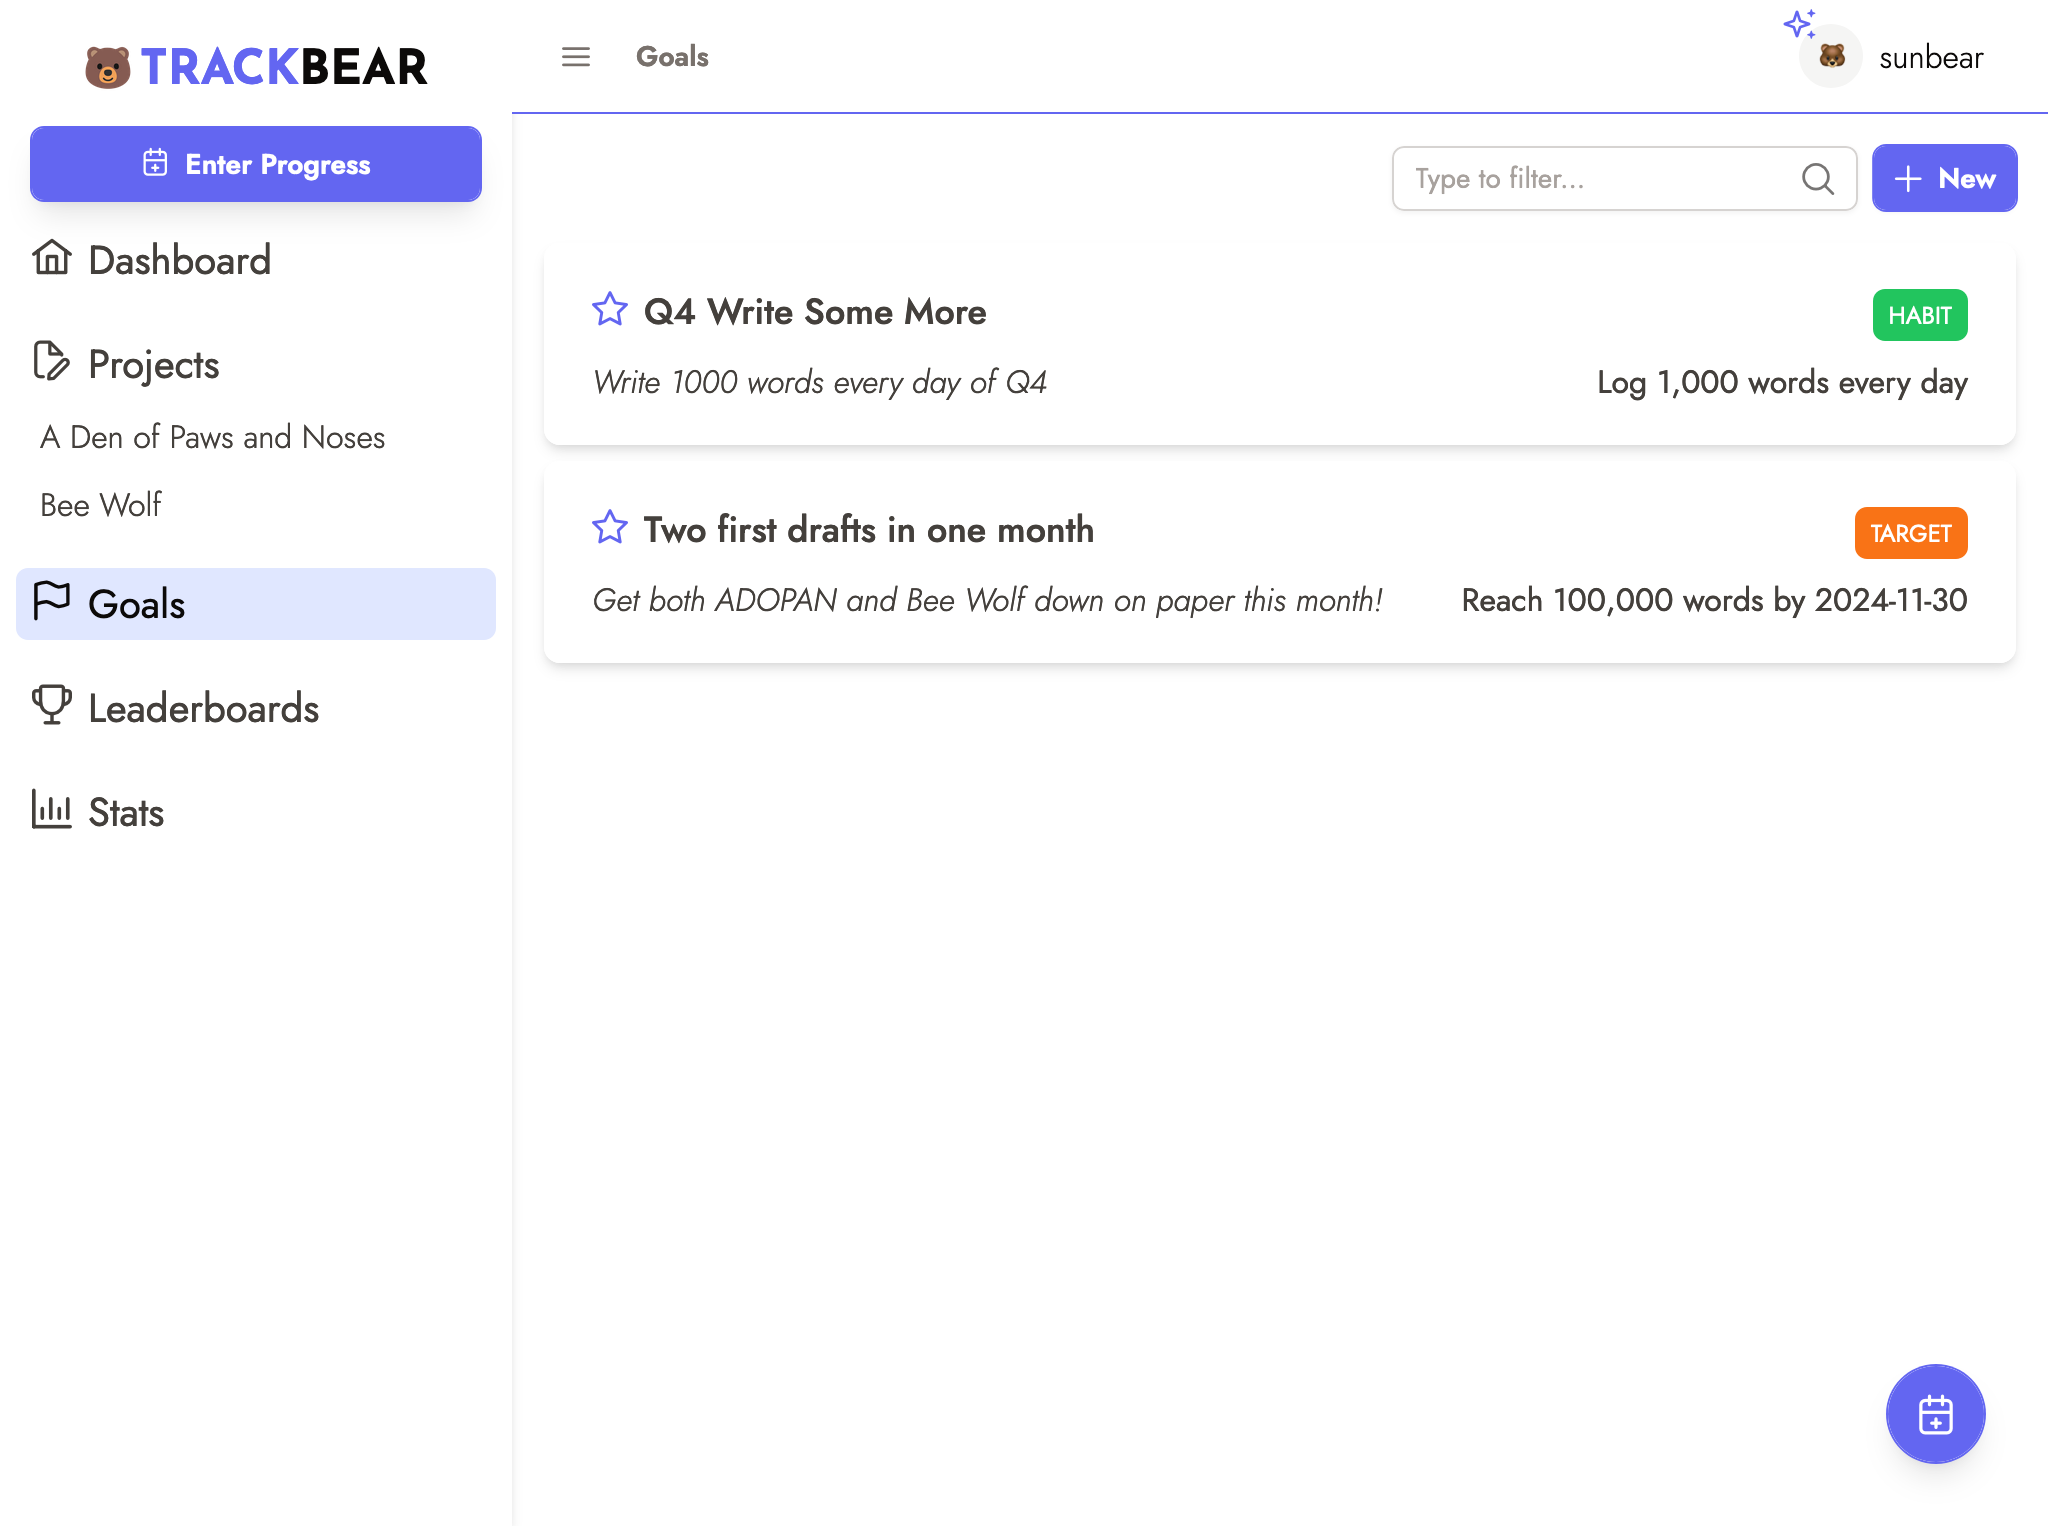 TRACKBEAR
Enter Progress
Dashboard
Projects
A Den of Paws and Noses
Bee Wolf
Goals
Leaderboards
Stats
Goals
sunbear
Type to filter...
New
Q4 Write Some More
HABIT
Write 1000 words every day of Q4
Log 1,000 words every day
Two first drafts in one month
TARGET
Get both ADOPAN and Bee Wolf down on paper this month!
Reach 100,000 words by 2024-11-30